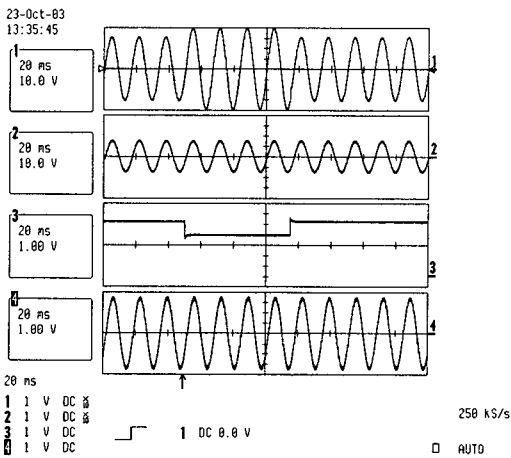 23-Oct-03
13:35:45
1
20 ms
10.0 V
1
2
20 ms
10.0 V
2
3
20 ms
1.00 V
3
4
20 ms
1.00 V
4
20 ms
1 1 V DC
2 1 V DC
3 1 V DC
4 1 V DC
1 DC 0.0 V
250 kS/s
AUTO